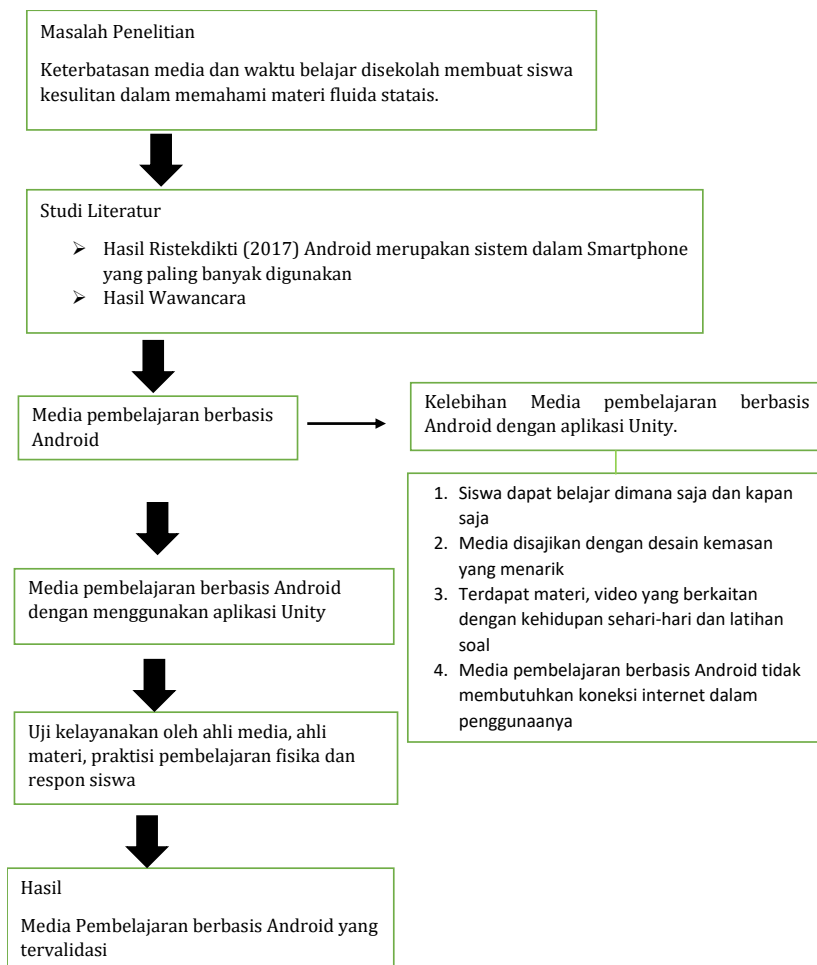 Masalah Penelitian
Keterbatasan media dan waktu belajar disekolah membuat siswa
kesulitan dalam memahami materi fluida statais.
Studi Literatur
➢ Hasil Ristekdikti (2017) Android merupakan sistem dalam Smartphone
yang paling banyak digunakan
➢ Hasil Wawancara
Media pembelajaran berbasis
Android
Kelebihan Media pembelajaran berbasis
Android dengan aplikasi Unity.
1. Siswa dapat belajar dimana saja dan kapan
saja
2. Media disajikan dengan desain kemasan
yang menarik
3. Terdapat materi, video yang berkaitan
dengan kehidupan sehari-hari dan latihan
soal
4. Media pembelajaran berbasis Android tidak
membutuhkan koneksi internet dalam
penggunaanya
Media pembelajaran berbasis Android
dengan menggunakan aplikasi Unity
Uji kelayanakan oleh ahli media, ahli
materi, praktisi pembelajaran fisika dan
respon siswa
Hasil
Media Pembelajaran berbasis Android yang
tervalidasi